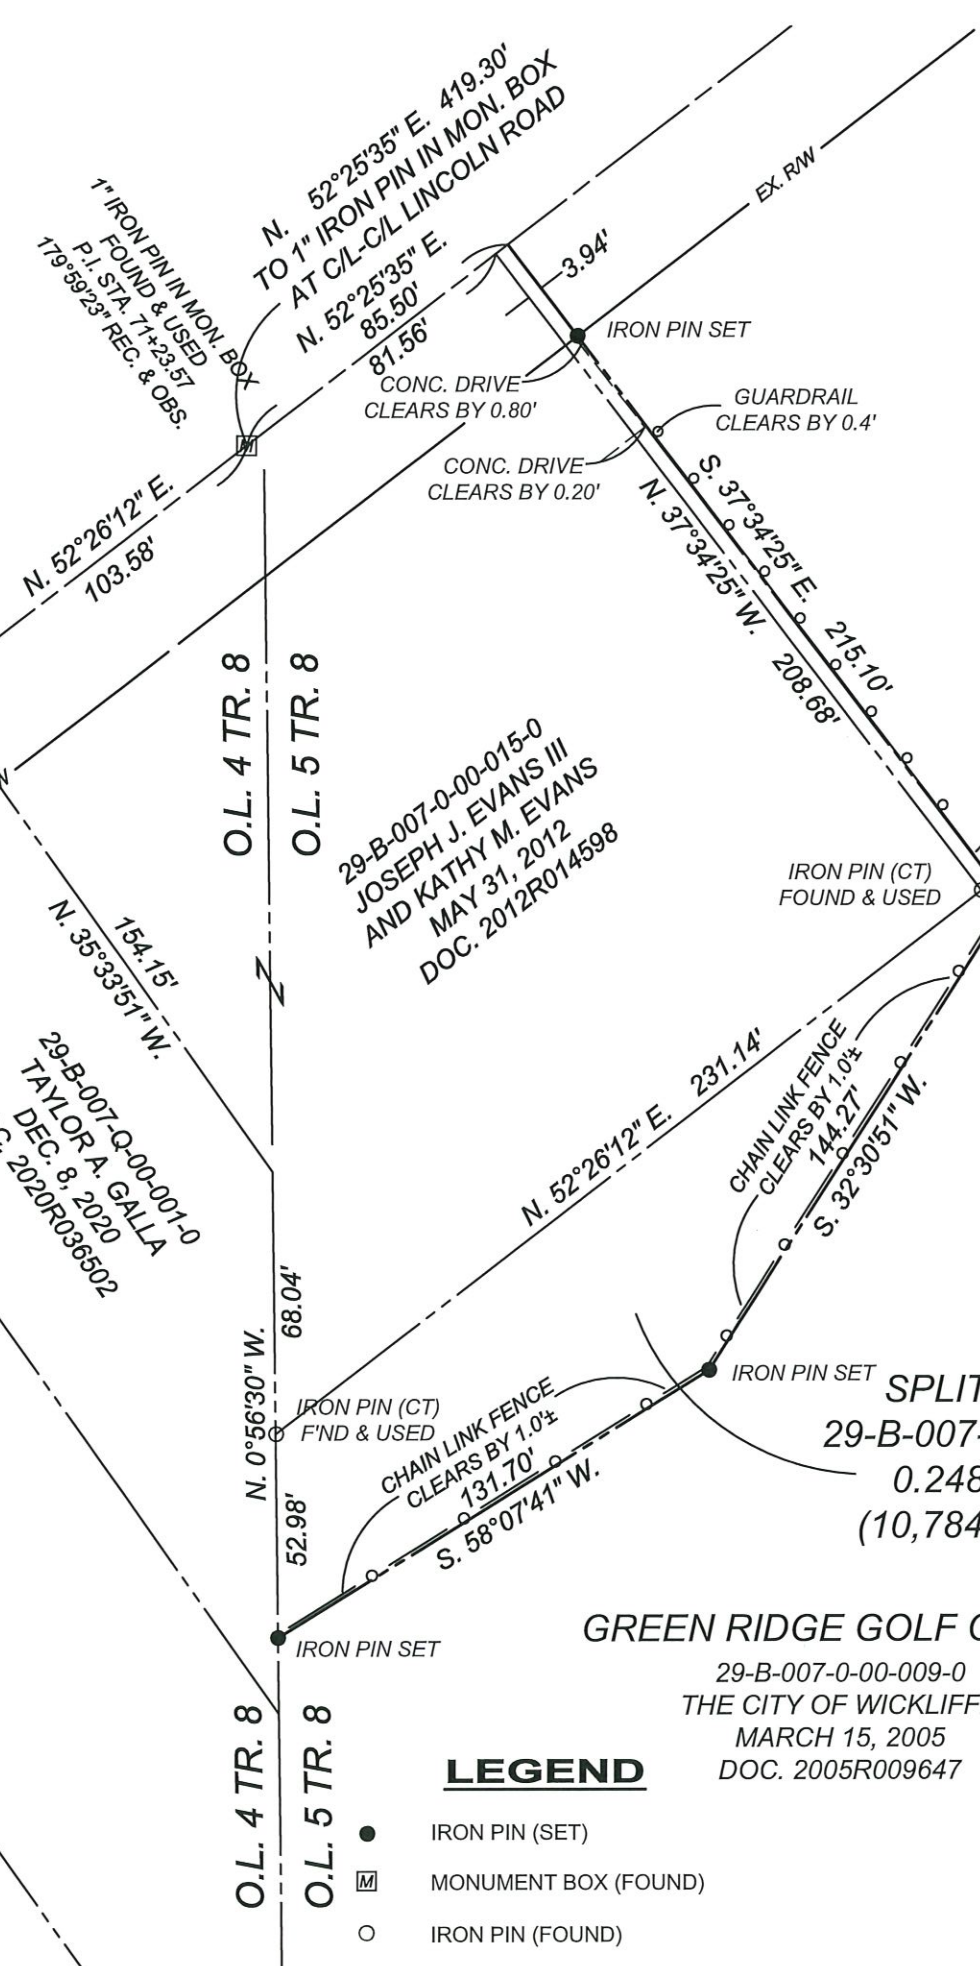 N. 52°25'35" E. 419.30'
TO 1" IRON PIN IN MON. BOX
AT C/L-C/L LINCOLN ROAD
N. 52°25'35" E.
85.50'
81.56'
1" IRON PIN IN MON. BOX
FOUND & USED
P.I. STA. 71+23.57
179°59'23" REC. & OBS.
EX. R/W
3.94'
IRON PIN SET
CONC. DRIVE
CLEARS BY 0.80'
GUARDRAIL
CLEARS BY 0.4'
M
CONC. DRIVE
CLEARS BY 0.20'
N. 52°26'12" E.
103.58'
S. 37°34'25" E. 215.10'
N. 37°34'25" W. 208.68'
O.L. 4 TR. 8
O.L. 5 TR. 8
29-B-007-0-00-015-0
JOSEPH J. EVANS III
AND KATHY M. EVANS
MAY 31, 2012
DOC. 2012R014598
IRON PIN (CT)
FOUND & USED
154.15'
N. 35°33'51" W.
Z
29-B-007-Q-00-001-0
TAYLOR A. GALLA
DEC. 8, 2020
C. 2020R036502
N. 52°26'12" E. 231.14'
CHAIN LINK FENCE
CLEARS BY 1.0'±
144.27'
S. 32°30'51" W.
68.04'
N. 0°56'30" W.
52.98'
IRON PIN (CT)
F'ND & USED
IRON PIN SET
CHAIN LINK FENCE
CLEARS BY 1.0'±
131.70'
S. 58°07'41" W.
SPLIT
29-B-007-
0.248
(10,784
IRON PIN SET
GREEN RIDGE GOLF
29-B-007-0-00-009-0
THE CITY OF WICKLIFF
MARCH 15, 2005
DOC. 2005R009647
O.L. 4 TR. 8
O.L. 5 TR. 8
LEGEND
IRON PIN (SET)
M MONUMENT BOX (FOUND)
IRON PIN (FOUND)